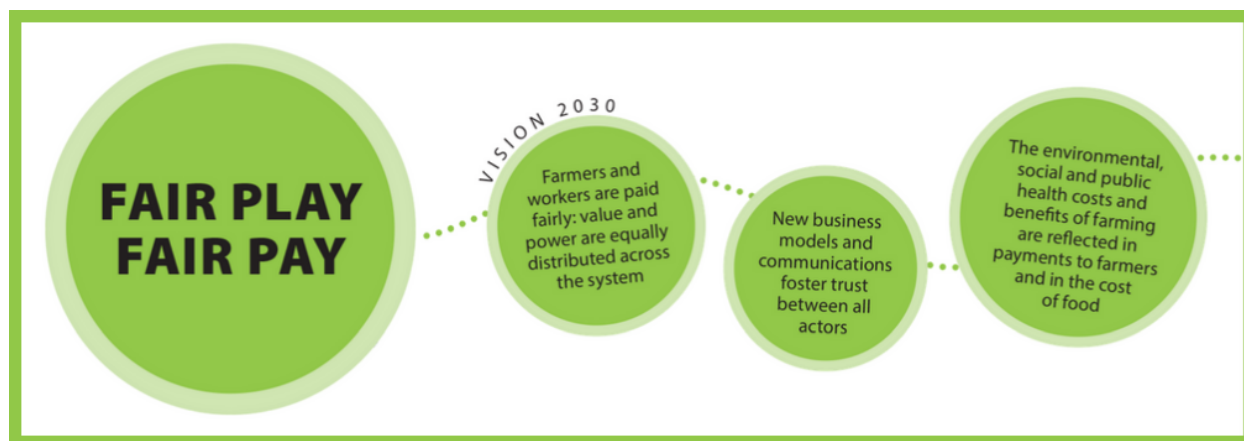 FAIR PLAY
FAIR PAY
VISION 2030
Farmers and
workers are paid
fairly: value and
power are equally
distributed across
the system
New business
models and
communications
foster trust
between all
actors
The environmental,
social and public
health costs and
benefits of farming
are reflected in
payments to farmers
and in the cost
of food